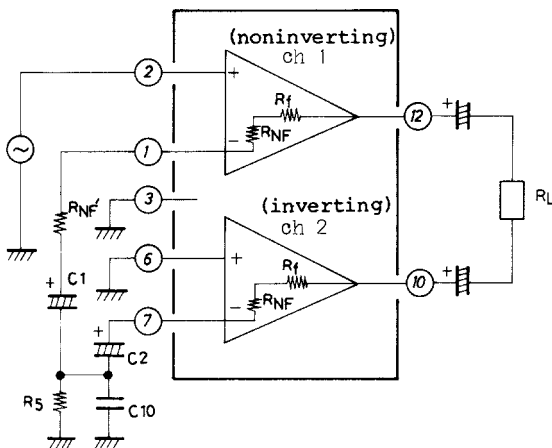 (noninverting)
ch 1
2
+
Rf
12
+
RNF
1
−
3
RNF'
RL
(inverting)
ch 2
6
+
Rf
10
+
C1
+
RNF
7
−
+
C2
R5
C10